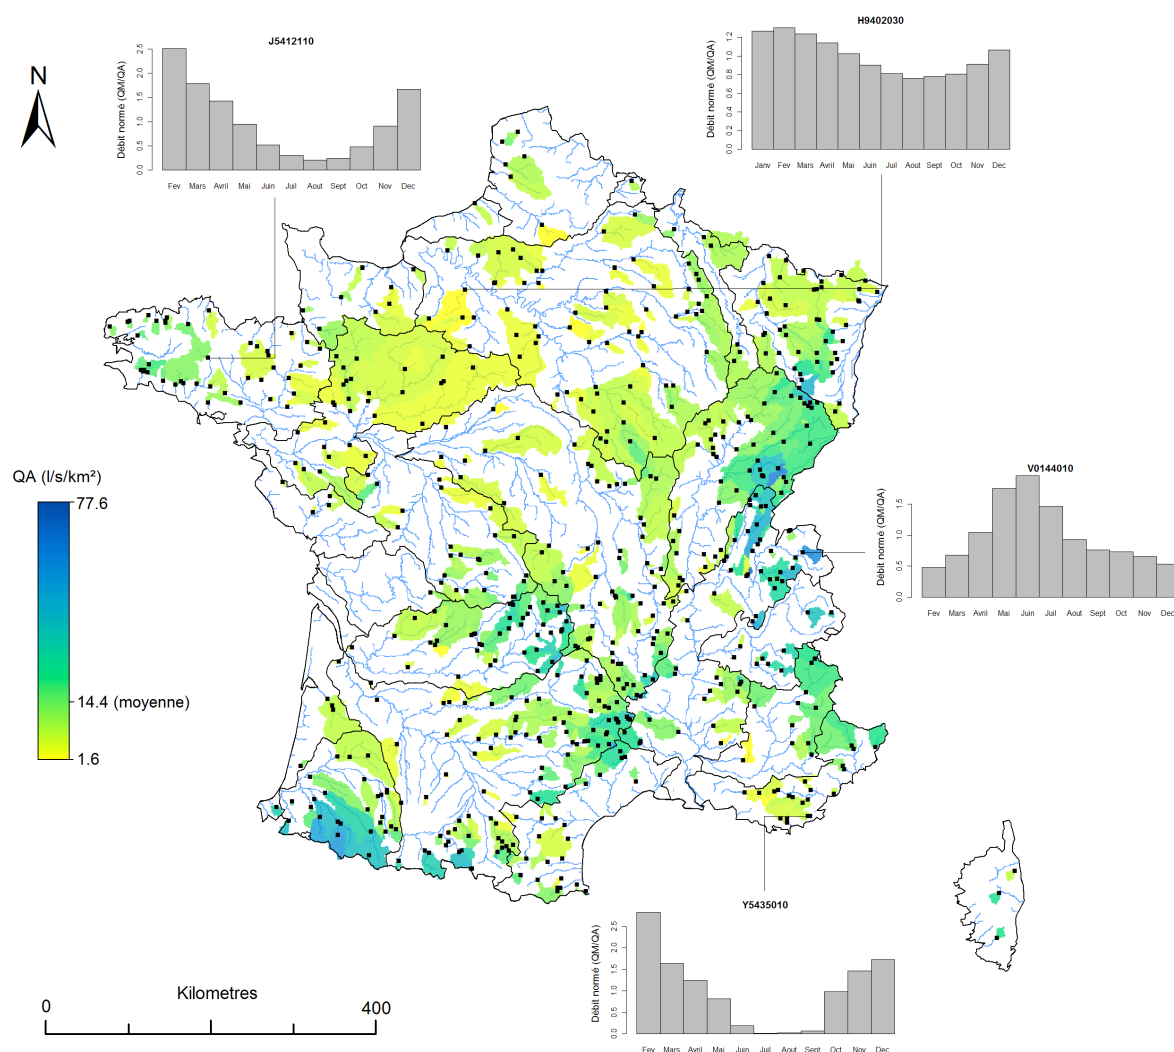 J5412110
Débit normé (QM/QA)
0.0 0.5 1.0 1.5 2.0 2.5
Fev Mars Avril Mai Juin Juil Aout Sept Oct Nov Dec
H9402030
Débit normé (QM/QA)
0.0 0.2 0.4 0.6 0.8 1.0 1.2
Janv Fev Mars Avril Mai Juin Juil Aout Sept Oct Nov Dec
N
QA (l/s/km²)
77.6
14.4 (moyenne)
1.6
V0144010
Débit normé (QM/QA)
0.0 0.5 1.0 1.5
Fev Mars Avril Mai Juin Juil Aout Sept Oct Nov Dec
Y5435010
Débit normé (QM/QA)
0.0 0.5 1.0 1.5 2.0 2.5
Fev Mars Avril Mai Juin Juil Aout Sept Oct Nov Dec
Kilometres
0 400